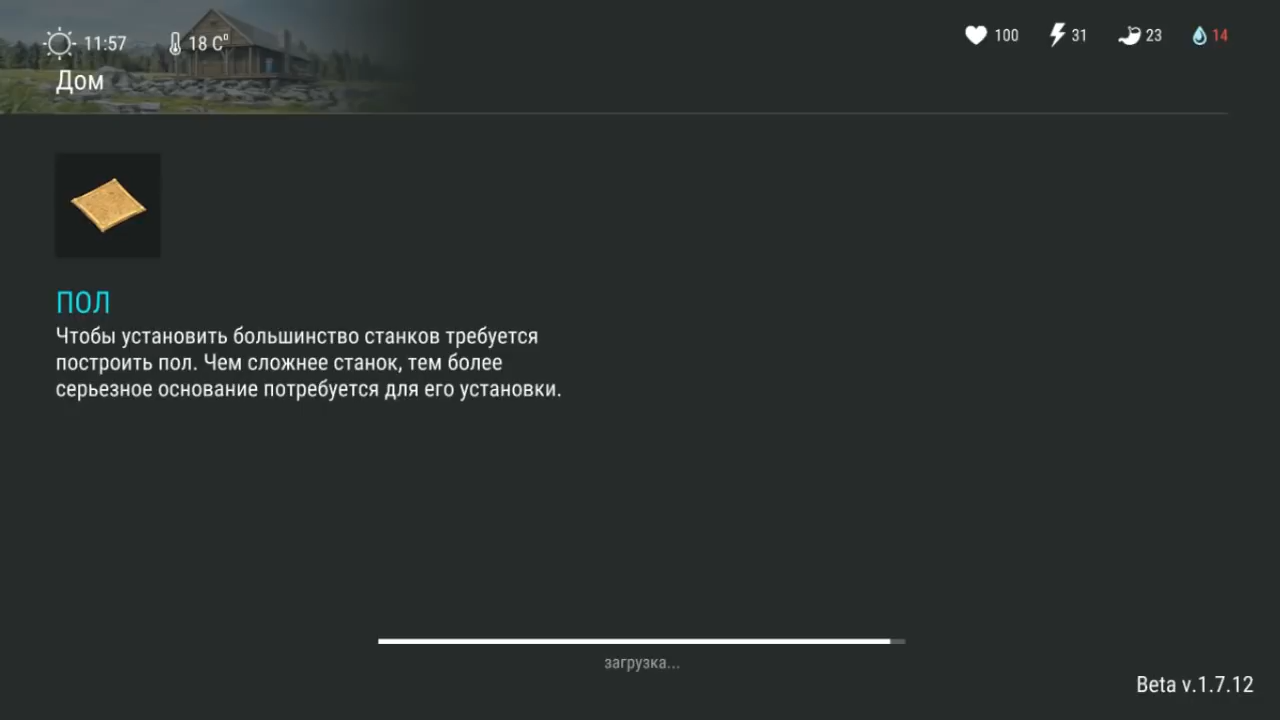 11:57
18 C⁰
100
31
23
14
Дом
ПОЛ
Чтобы установить большинство станков требуется
построить пол. Чем сложнее станок, тем более
серьезное основание потребуется для его установки.
загрузка...
Beta v.1.7.12